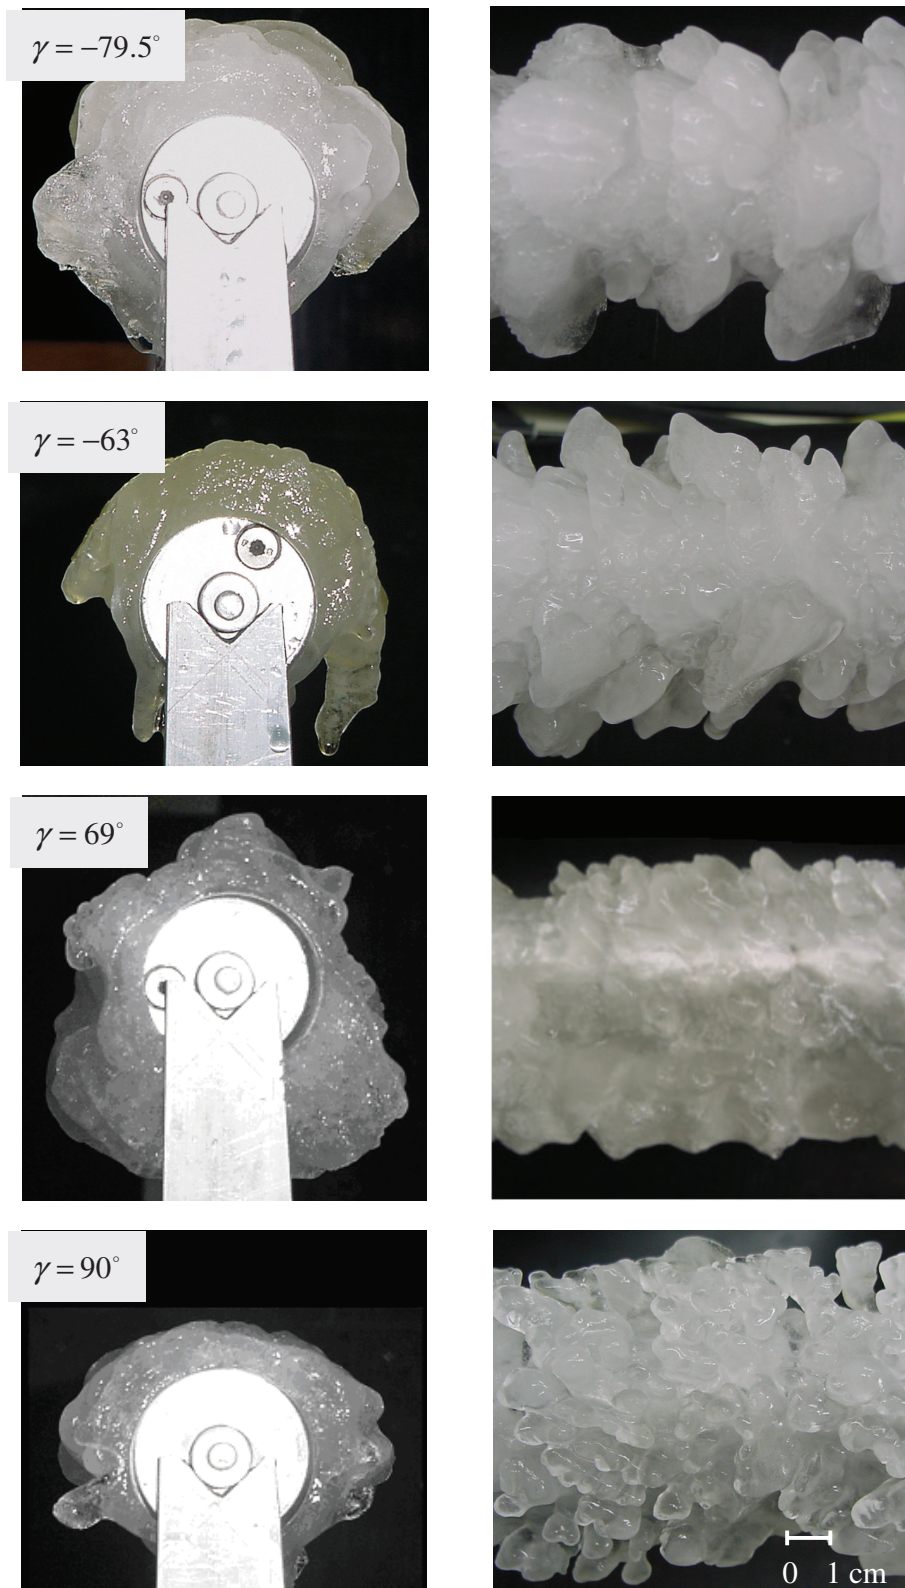 γ = −79.5°
γ = −63°
γ = 69°
γ = 90°
0 1 cm